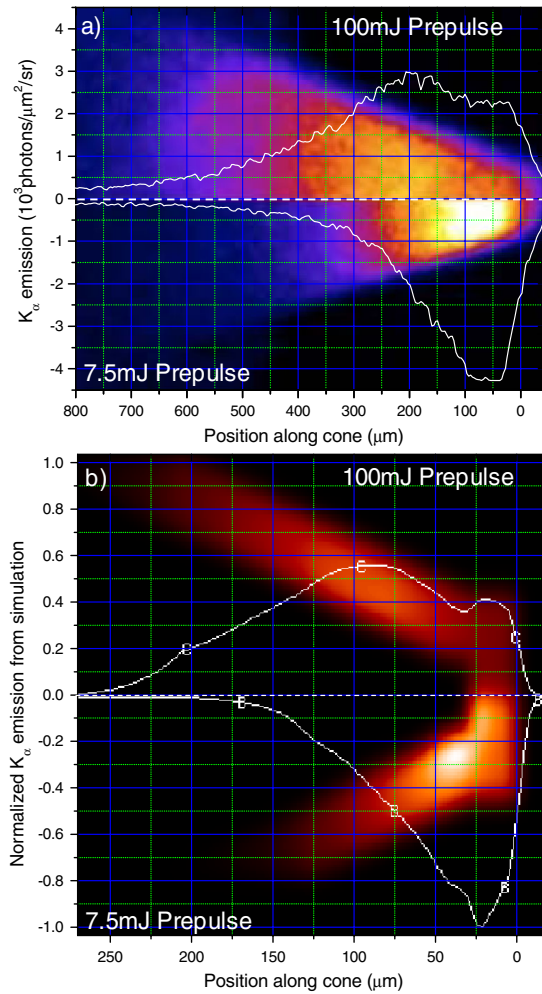 a)
100mJ Prepulse
4
3
2
1
0
-1
-2
-3
-4
Kα emission (10³photons/μm²/sr)
7.5mJ Prepulse
800 700 600 500 400 300 200 100 0
Position along cone (μm)
b)
100mJ Prepulse
1.0
0.8
0.6
0.4
0.2
0.0
-0.2
-0.4
-0.6
-0.8
-1.0
Normalized Kα emission from simulation
7.5mJ Prepulse
250 200 150 100 50 0
Position along cone (μm)